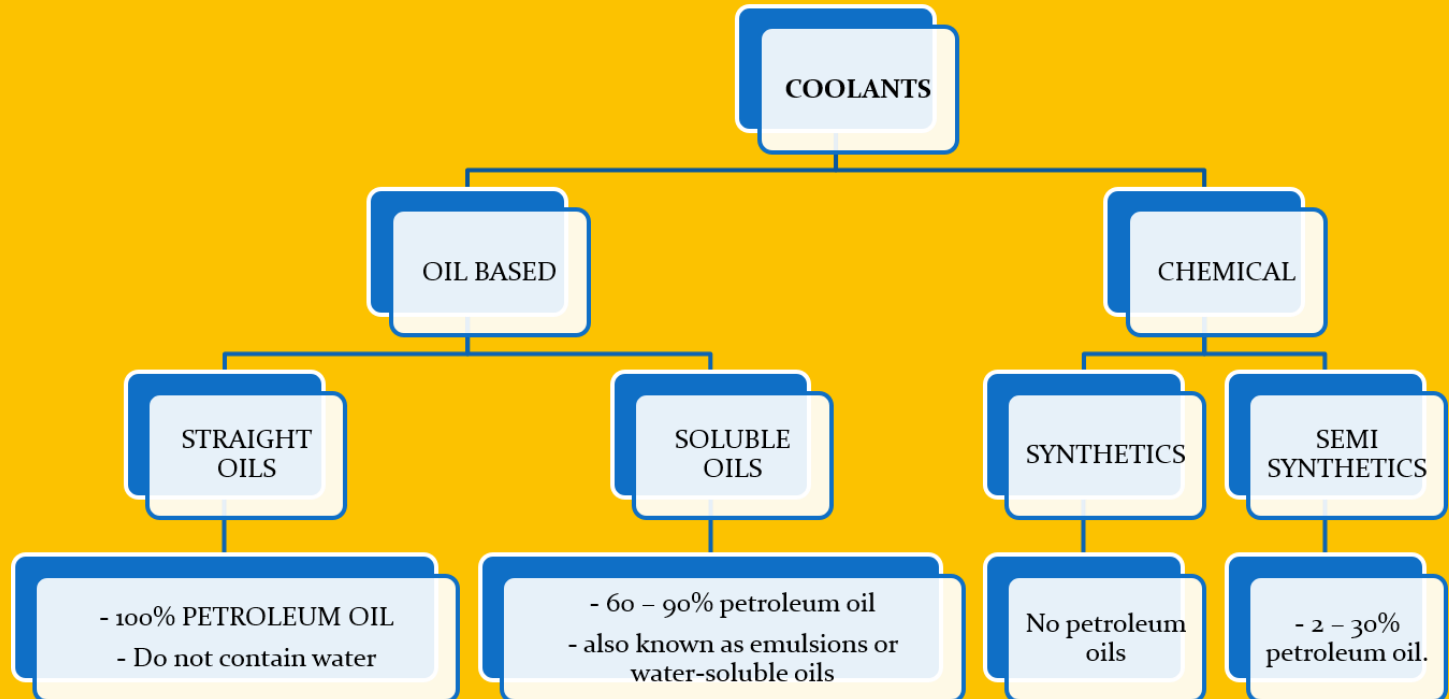 COOLANTS
OIL BASED
CHEMICAL
STRAIGHT
OILS
SOLUBLE
OILS
SYNTHETICS
SEMI
SYNTHETICS
- 100% PETROLEUM OIL
- Do not contain water
- 60 – 90% petroleum oil
- also known as emulsions or
water-soluble oils
No petroleum
oils
- 2 – 30%
petroleum oil.